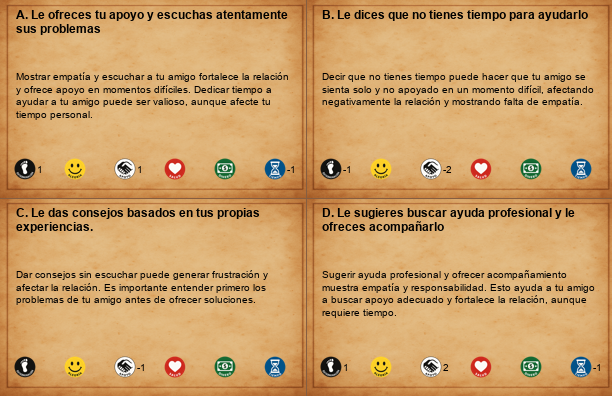 A. Le ofreces tu apoyo y escuchas atentamente
sus problemas
Mostrar empatía y escuchar a tu amigo fortalece la relación
y ofrece apoyo en momentos difíciles. Dedicar tiempo a
ayudar a tu amigo puede ser valioso, aunque afecte tu
tiempo personal.
1 1 -1
B. Le dices que no tienes tiempo para ayudarlo
Decir que no tienes tiempo puede hacer que tu amigo se
sienta solo y no apoyado en un momento difícil, afectando
negativamente la relación y mostrando falta de empatía.
-1 -2
C. Le das consejos basados en tus propias
experiencias.
Dar consejos sin escuchar puede generar frustración y
afectar la relación. Es importante entender primero los
problemas de tu amigo antes de ofrecer soluciones.
-1
D. Le sugieres buscar ayuda profesional y le
ofreces acompañarlo
Sugerir ayuda profesional y ofrecer acompañamiento
muestra empatía y responsabilidad. Esto ayuda a tu amigo
a buscar apoyo adecuado y fortalece la relación, aunque
requiere tiempo.
1 2 -1